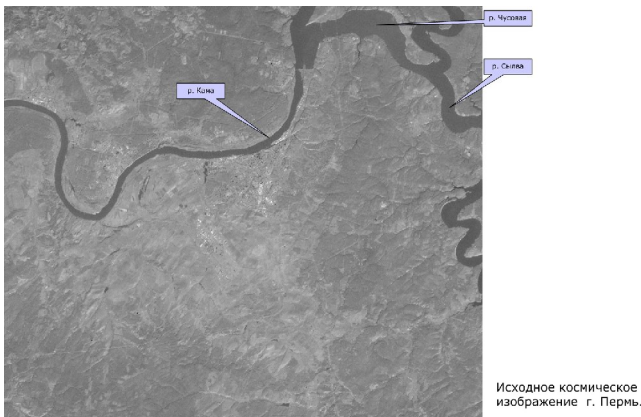 р. Чусовая
р. Сылва
р. Кама
Исходное космическое
изображение г. Пермь.